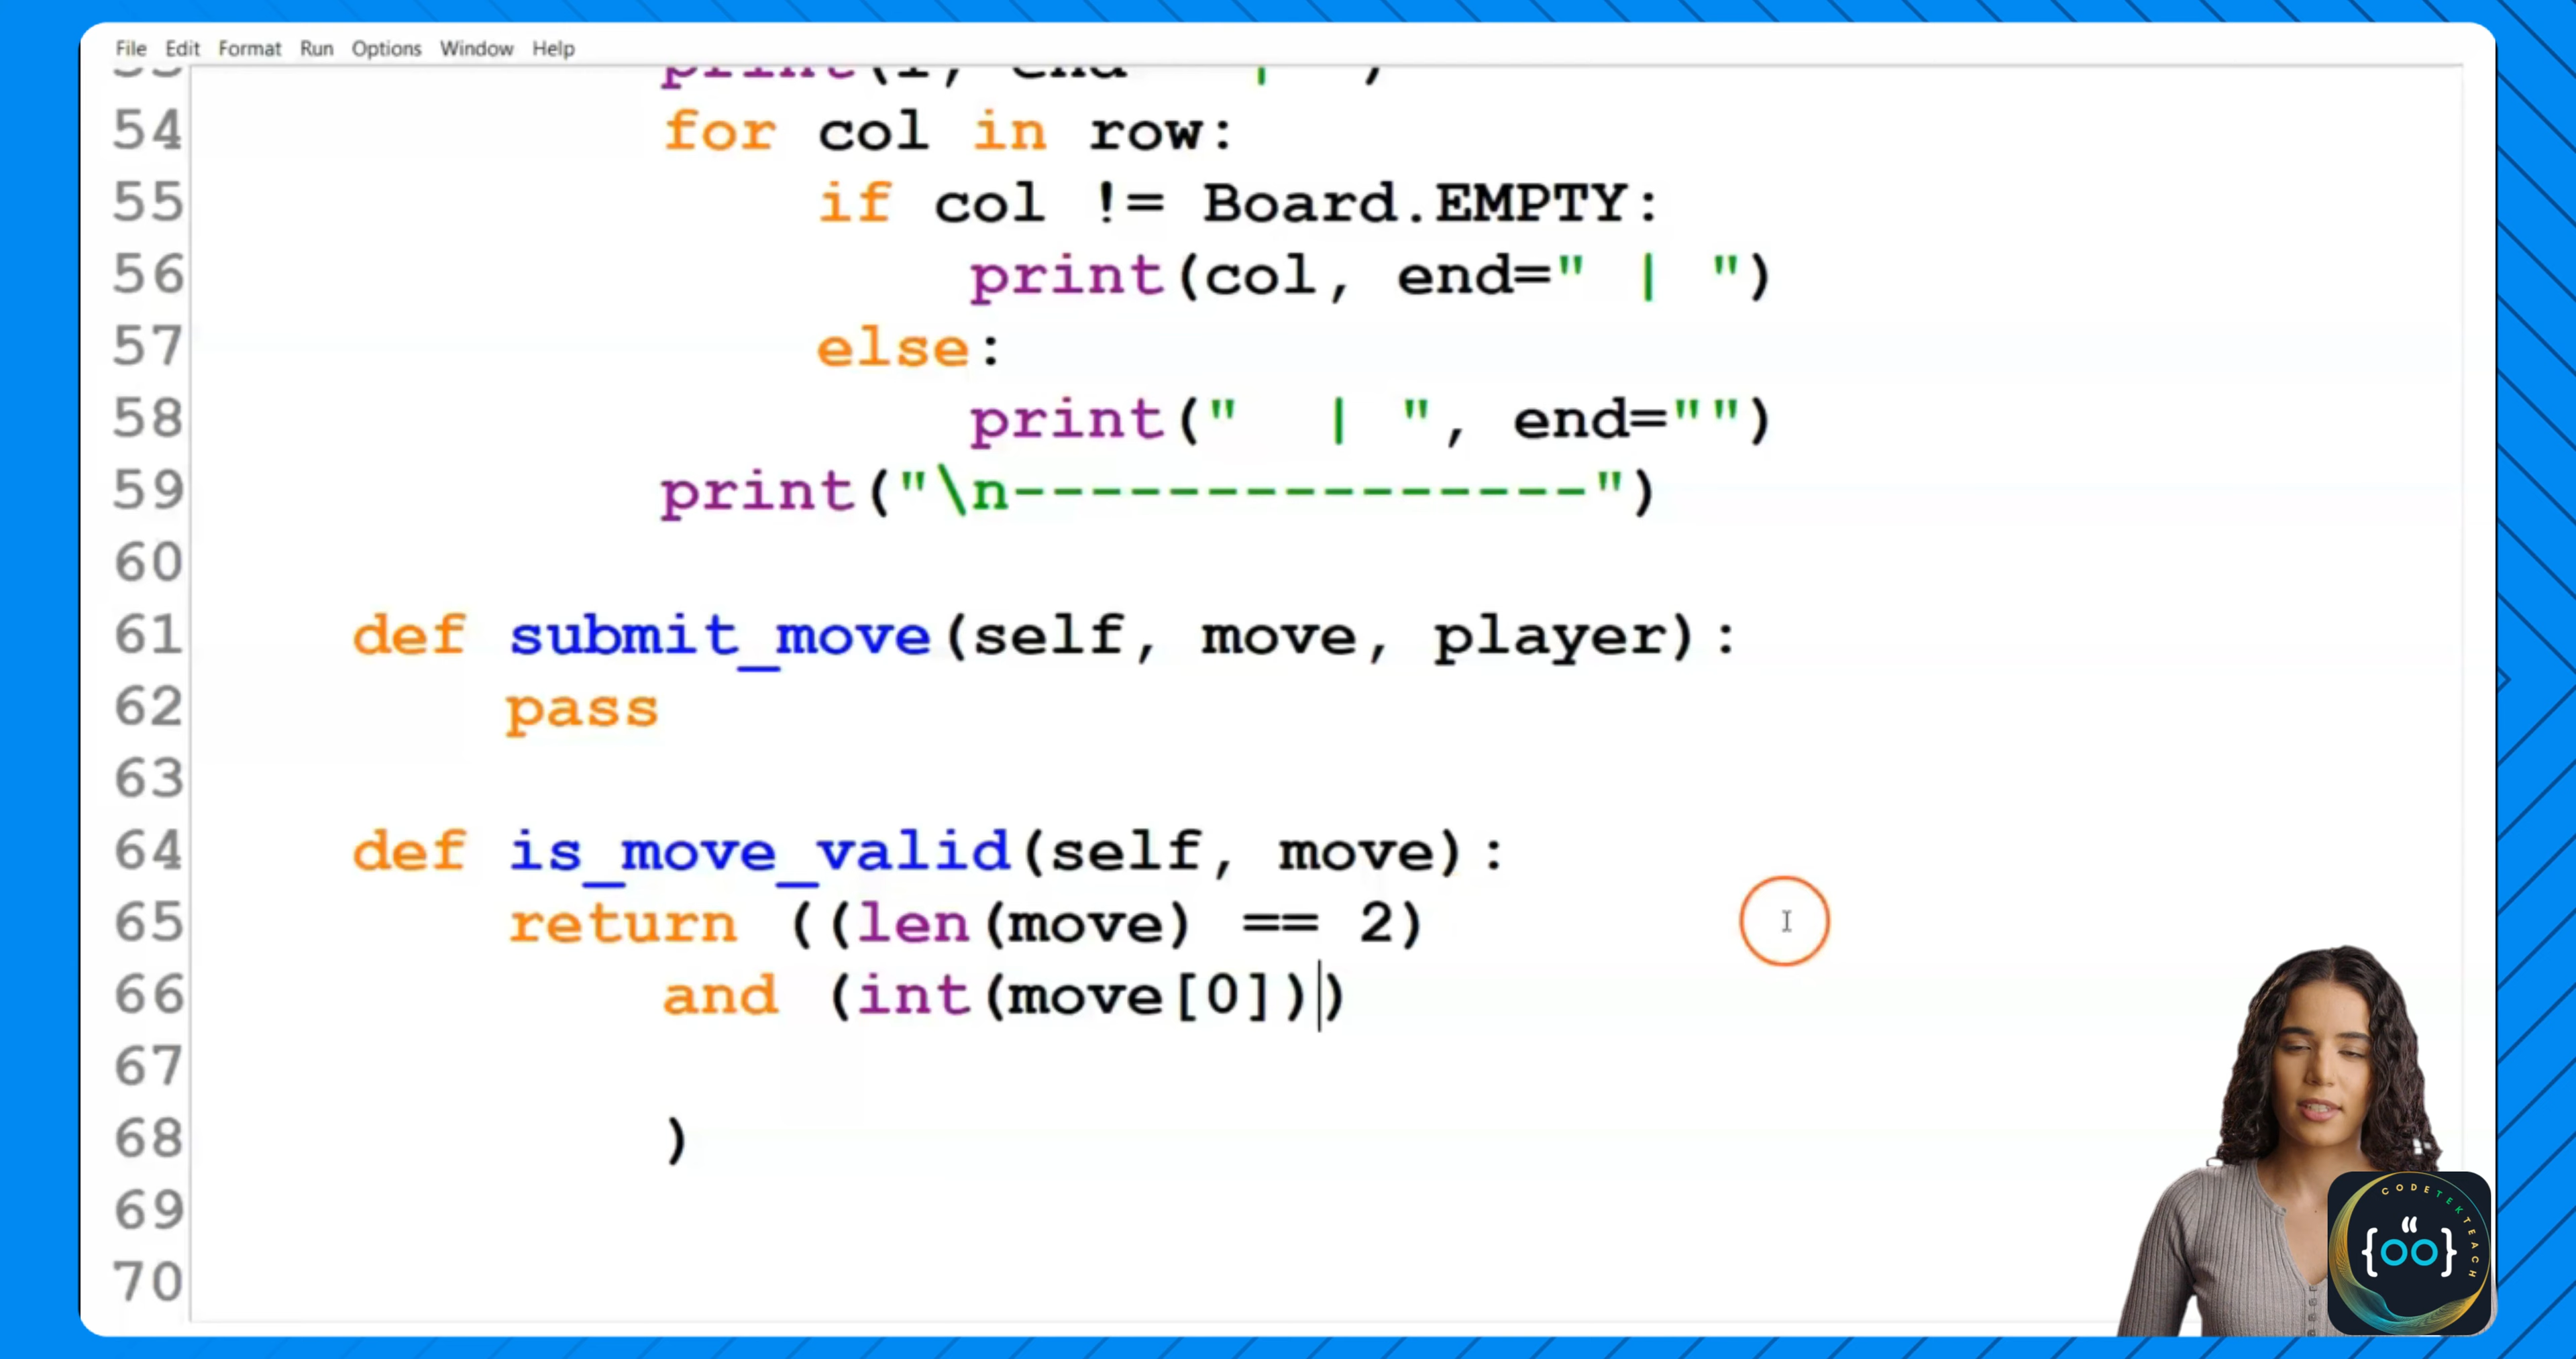 File Edit Format Run Options Window Help
54 for col in row:
55 if col != Board.EMPTY:
56 print(col, end=" | ")
57 else:
58 print("  | ", end="")
59 print("\n---------------")
60
61 def submit_move(self, move, player):
62 pass
63
64 def is_move_valid(self, move):
65 return ((len(move) == 2)
66 and (int(move[0]))
67
68 )
69
70
CODETEKTEACH